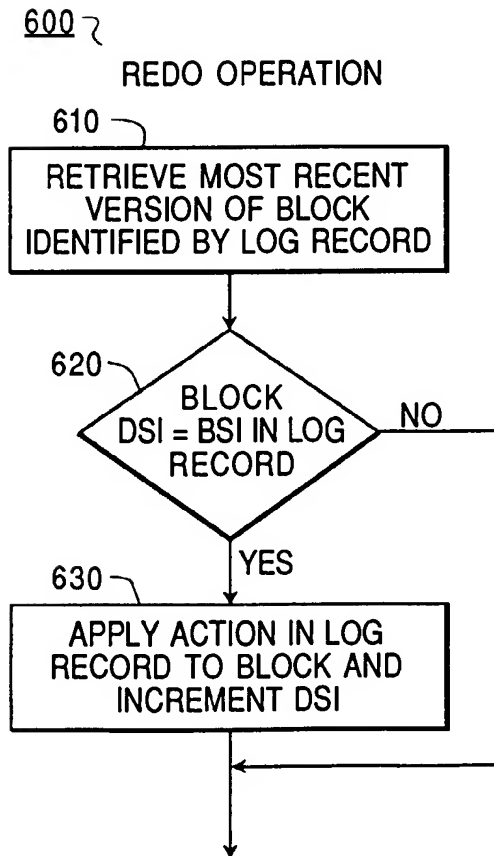 600
REDO OPERATION
610
RETRIEVE MOST RECENT
VERSION OF BLOCK
IDENTIFIED BY LOG RECORD
620
BLOCK
DSI = BSI IN LOG
RECORD
NO
YES
630
APPLY ACTION IN LOG
RECORD TO BLOCK AND
INCREMENT DSI